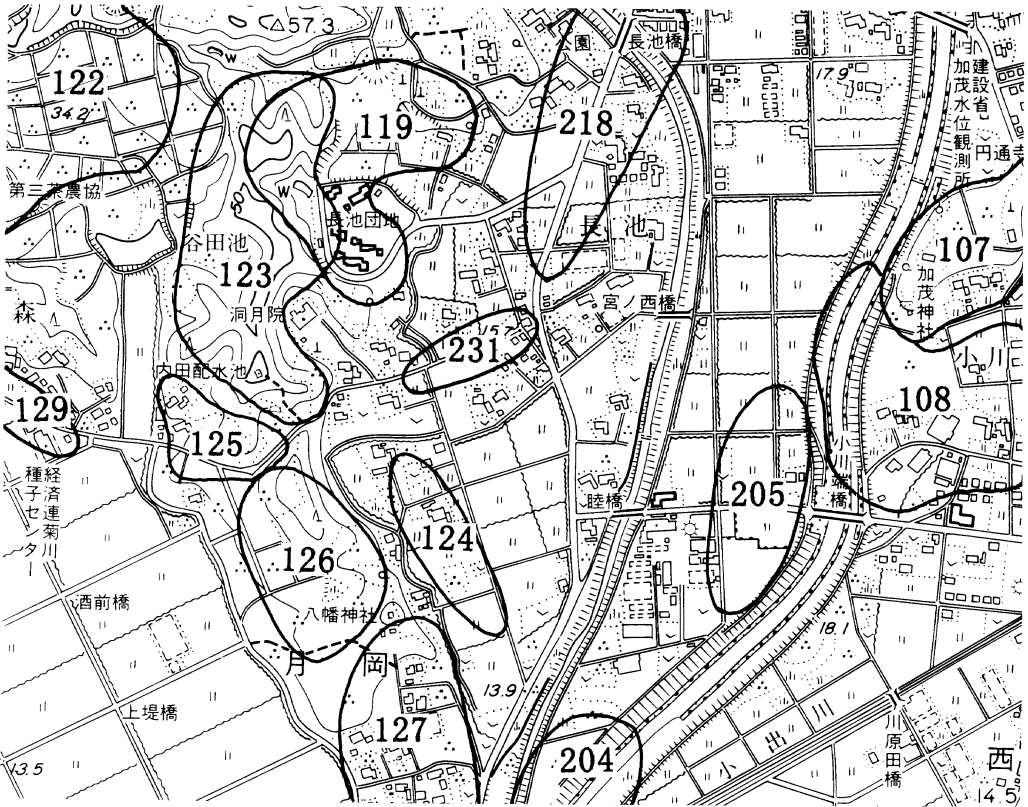 △57.3
公園
長池橋
122
34.2
119
218
17.9
建設省
加茂水位観測所
円通寺
第三茶農協
50
長池団地
長池
107
谷田池
123
加茂神社
森
洞月院
宮ノ西橋
15.7
231
小川
内田配水池
129
108
125
経済連菊川
種子センター
睦橋
205
124
126
酒前橋
八幡神社
18.1
月岡
13.9
上堤橋
127
小出川
川原田橋
204
西
13.5
14.5